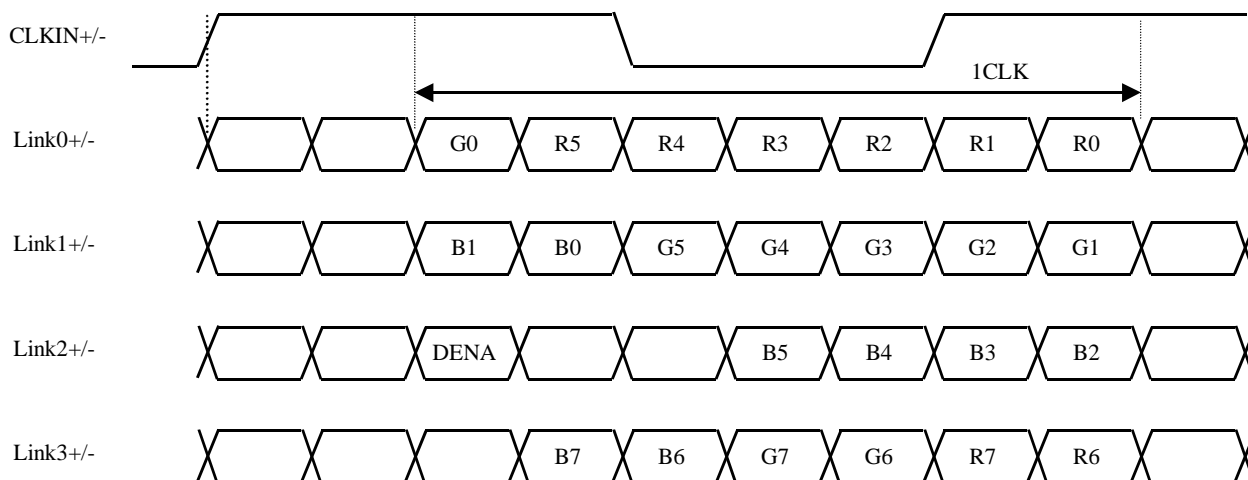 CLKIN+/-
1CLK
Link0+/- G0 R5 R4 R3 R2 R1 R0
Link1+/- B1 B0 G5 G4 G3 G2 G1
Link2+/- DENA B5 B4 B3 B2
Link3+/- B7 B6 G7 G6 R7 R6